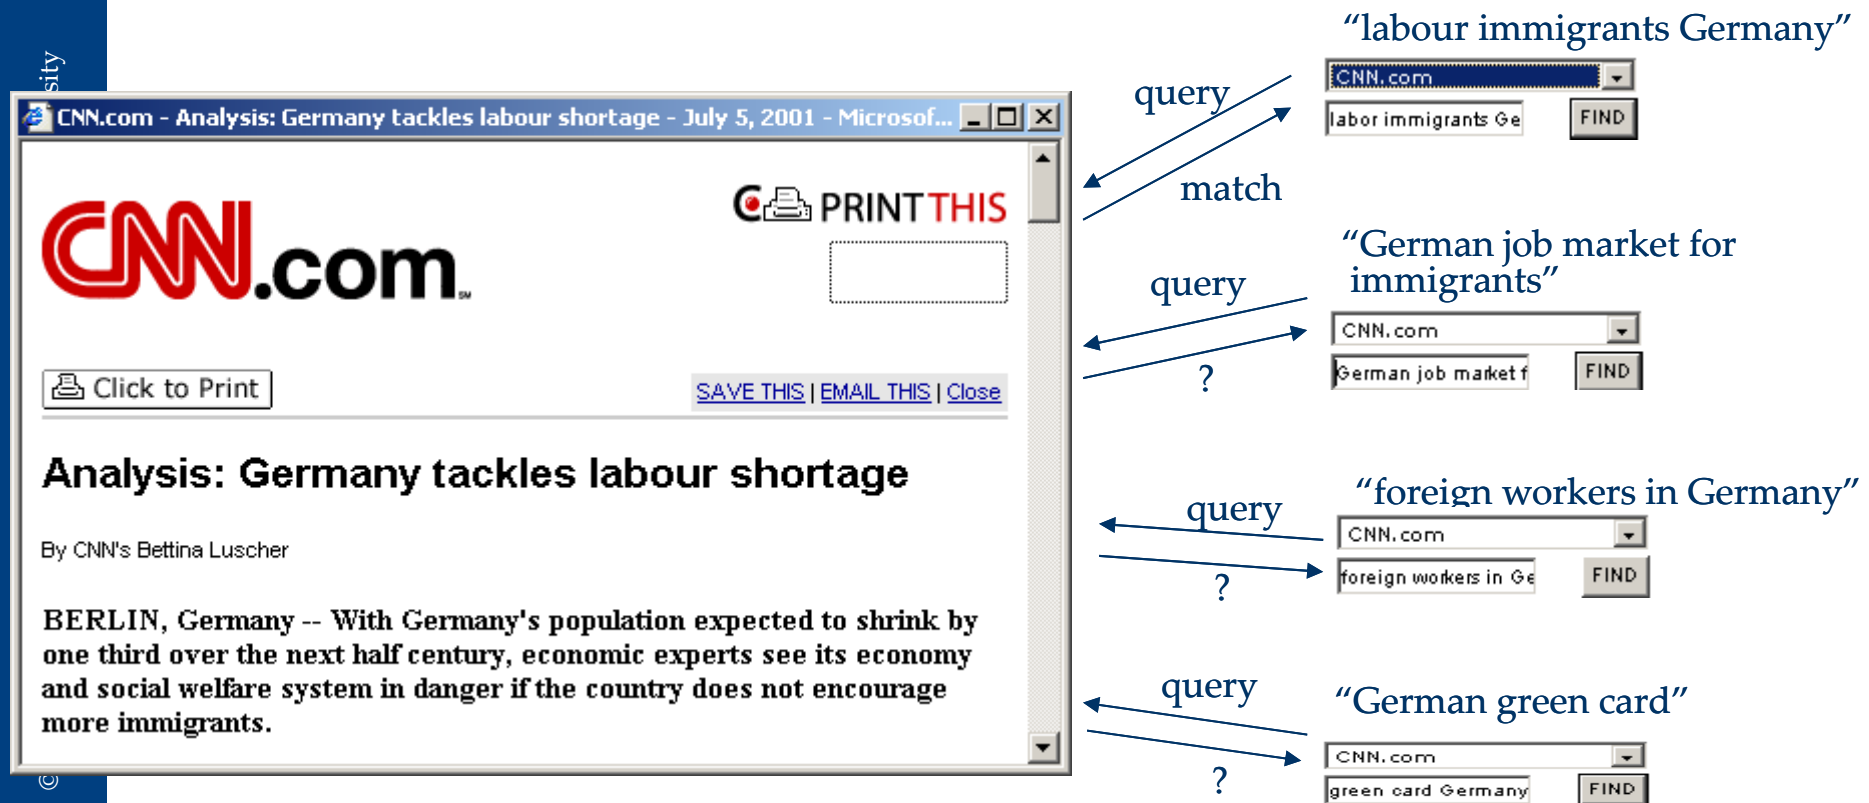 sity
©
CNN.com - Analysis: Germany tackles labour shortage - July 5, 2001 - Microsof...
CNN.com
SM
PRINT THIS
Click to Print
SAVE THIS | EMAIL THIS | Close
Analysis: Germany tackles labour shortage
By CNN's Bettina Luscher
BERLIN, Germany -- With Germany's population expected to shrink by
one third over the next half century, economic experts see its economy
and social welfare system in danger if the country does not encourage
more immigrants.
query
match
“labour immigrants Germany”
CNN.com
labor immigrants Ge
FIND
query
?
“German job market for
immigrants”
CNN.com
German job market f
FIND
query
?
“foreign workers in Germany”
CNN.com
foreign workers in Ge
FIND
query
?
“German green card”
CNN.com
green card Germany
FIND